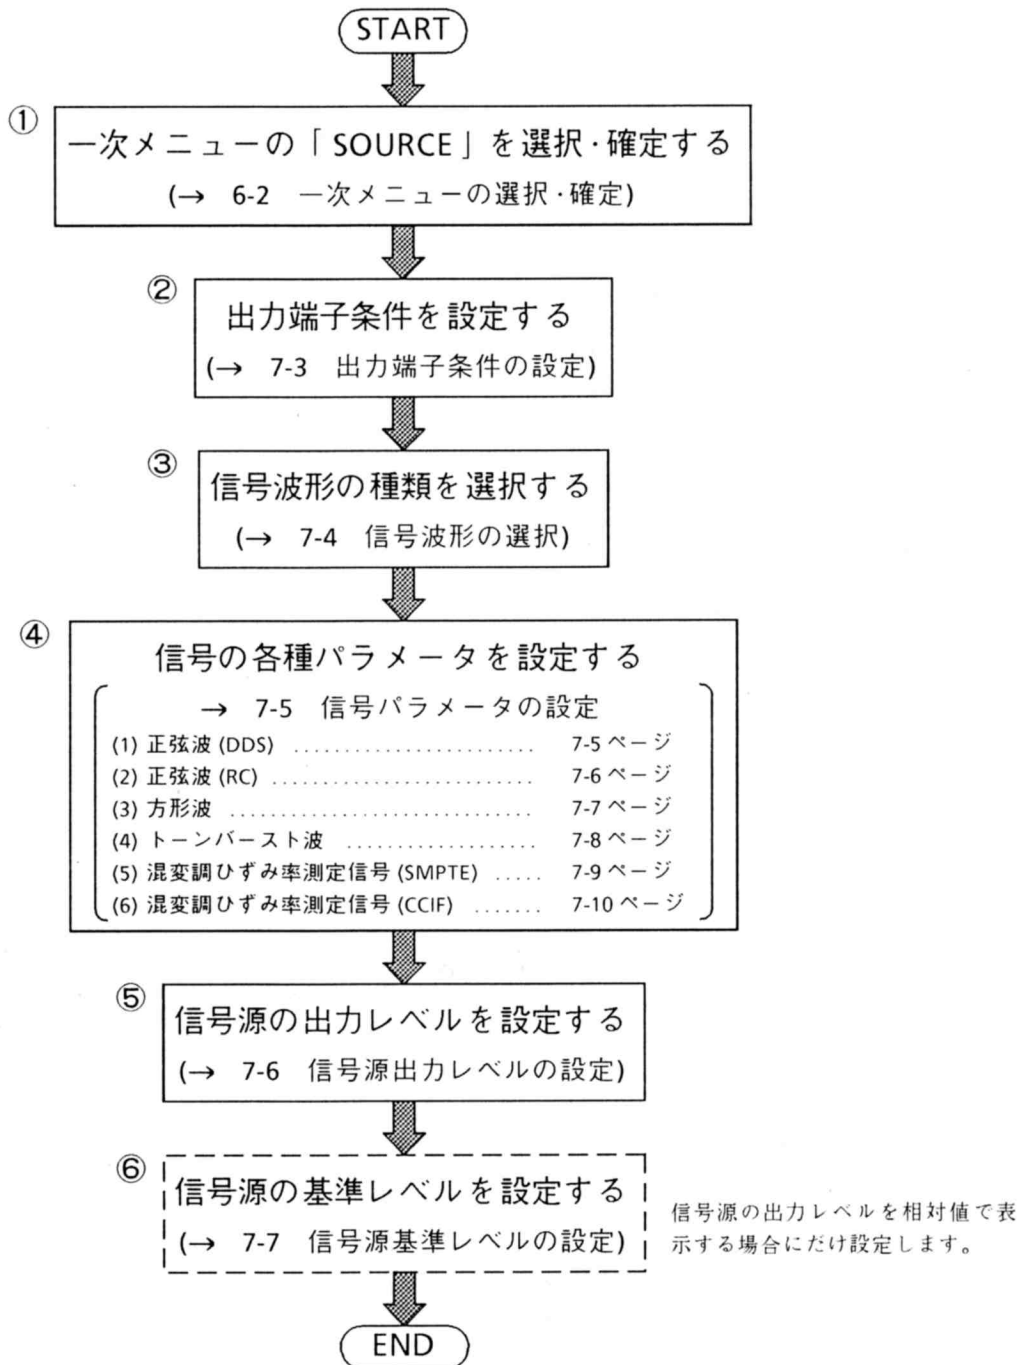 START
①
一次メニューの「SOURCE」を選択·確定する
(→ 6-2 一次メニューの選択·確定)
②
出力端子条件を設定する
(→ 7-3 出力端子条件の設定)
③
信号波形の種類を選択する
(→ 7-4 信号波形の選択)
④
信号の各種パラメータを設定する
→ 7-5 信号パラメータの設定
(1) 正弦波 (DDS) ........................ 7-5 ページ
(2) 正弦波 (RC) .......................... 7-6 ページ
(3) 方形波 .............................. 7-7 ページ
(4) トーンバースト波 ................... 7-8 ページ
(5) 混変調ひずみ率測定信号 (SMPTE) ..... 7-9 ページ
(6) 混変調ひずみ率測定信号 (CCIF) ....... 7-10 ページ
⑤
信号源の出力レベルを設定する
(→ 7-6 信号源出力レベルの設定)
⑥
信号源の基準レベルを設定する
(→ 7-7 信号源基準レベルの設定)
信号源の出力レベルを相対値で表
示する場合にだけ設定します。
END